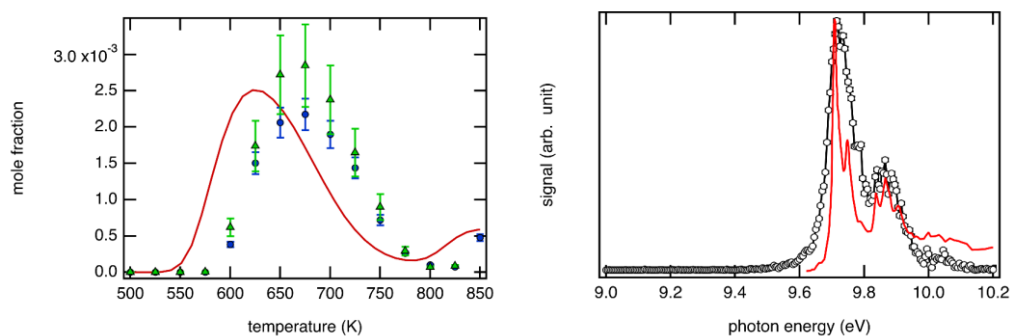 3.0 x10-3
2.5
2.0
1.5
1.0
0.5
0.0
mole fraction
500 550 600 650 700 750 800 850
temperature (K)
signal (arb. unit)
9.0 9.2 9.4 9.6 9.8 10.0 10.2
photon energy (eV)